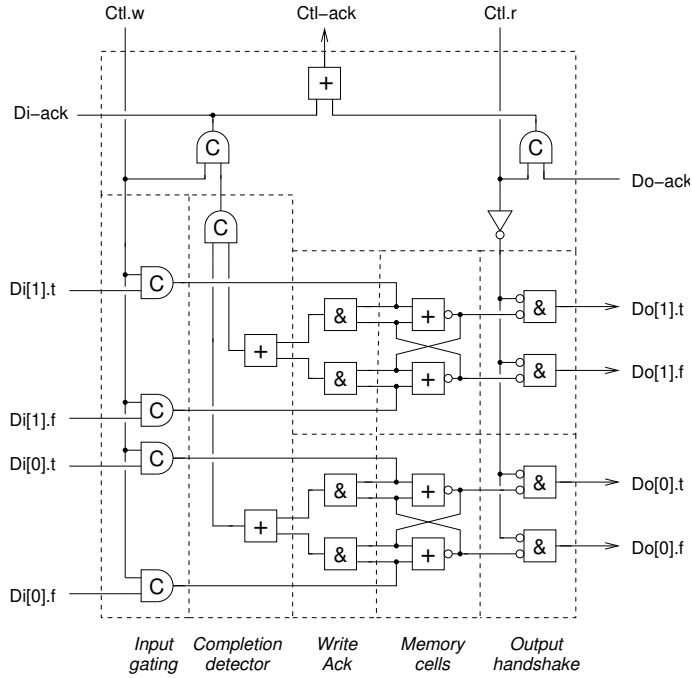 Ctl.w Ctl-ack Ctl.r
+
Di-ack
C C
Do-ack
C
Di[1].t
C
&
+
&
Do[1].t
+
&
+
&
Do[1].f
Di[1].f
C
Di[0].t
C
&
+
&
Do[0].t
+
&
+
&
Do[0].f
Di[0].f
C
Input Completion Write Memory Output
gating detector Ack cells handshake